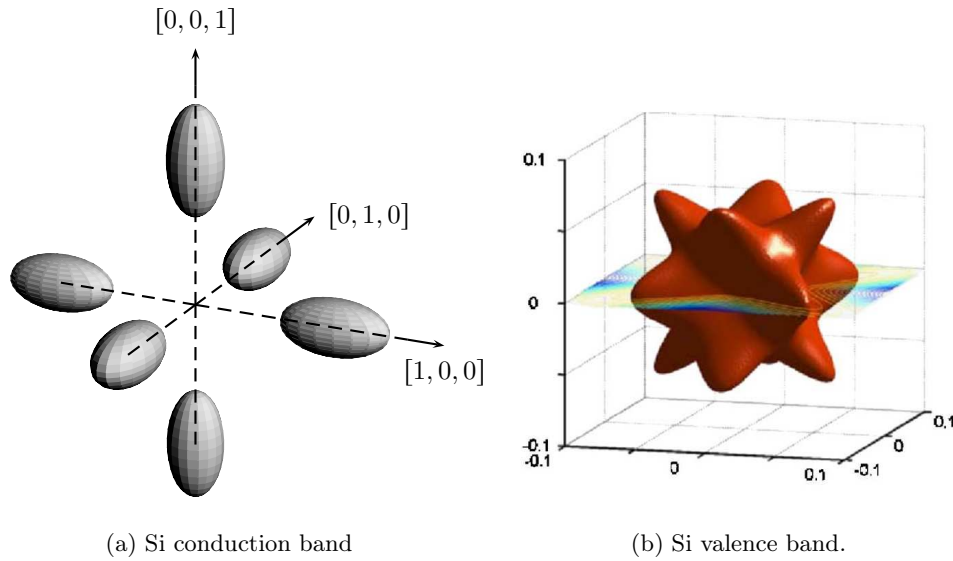 [0, 0, 1]
[0, 1, 0]
[1, 0, 0]
(a) Si conduction band
0.1
0
-0.1
-0.1
0
0.1
-0.1
0
0.1
(b) Si valence band.